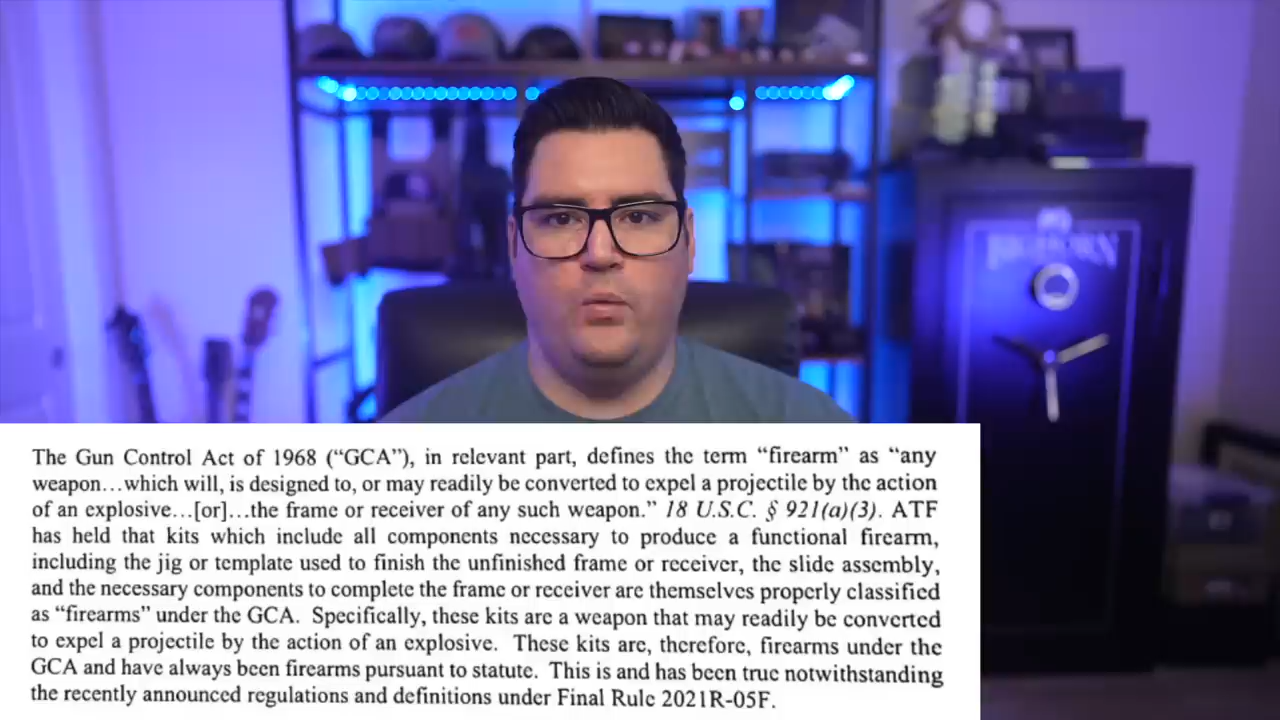 BIGHORN
The Gun Control Act of 1968 (“GCA”), in relevant part, defines the term “firearm” as “any
weapon…which will, is designed to, or may readily be converted to expel a projectile by the action
of an explosive…[or]…the frame or receiver of any such weapon.” 18 U.S.C. § 921(a)(3). ATF
has held that kits which include all components necessary to produce a functional firearm,
including the jig or template used to finish the unfinished frame or receiver, the slide assembly,
and the necessary components to complete the frame or receiver are themselves properly classified
as “firearms” under the GCA. Specifically, these kits are a weapon that may readily be converted
to expel a projectile by the action of an explosive. These kits are, therefore, firearms under the
GCA and have always been firearms pursuant to statute. This is and has been true notwithstanding
the recently announced regulations and definitions under Final Rule 2021R-05F.